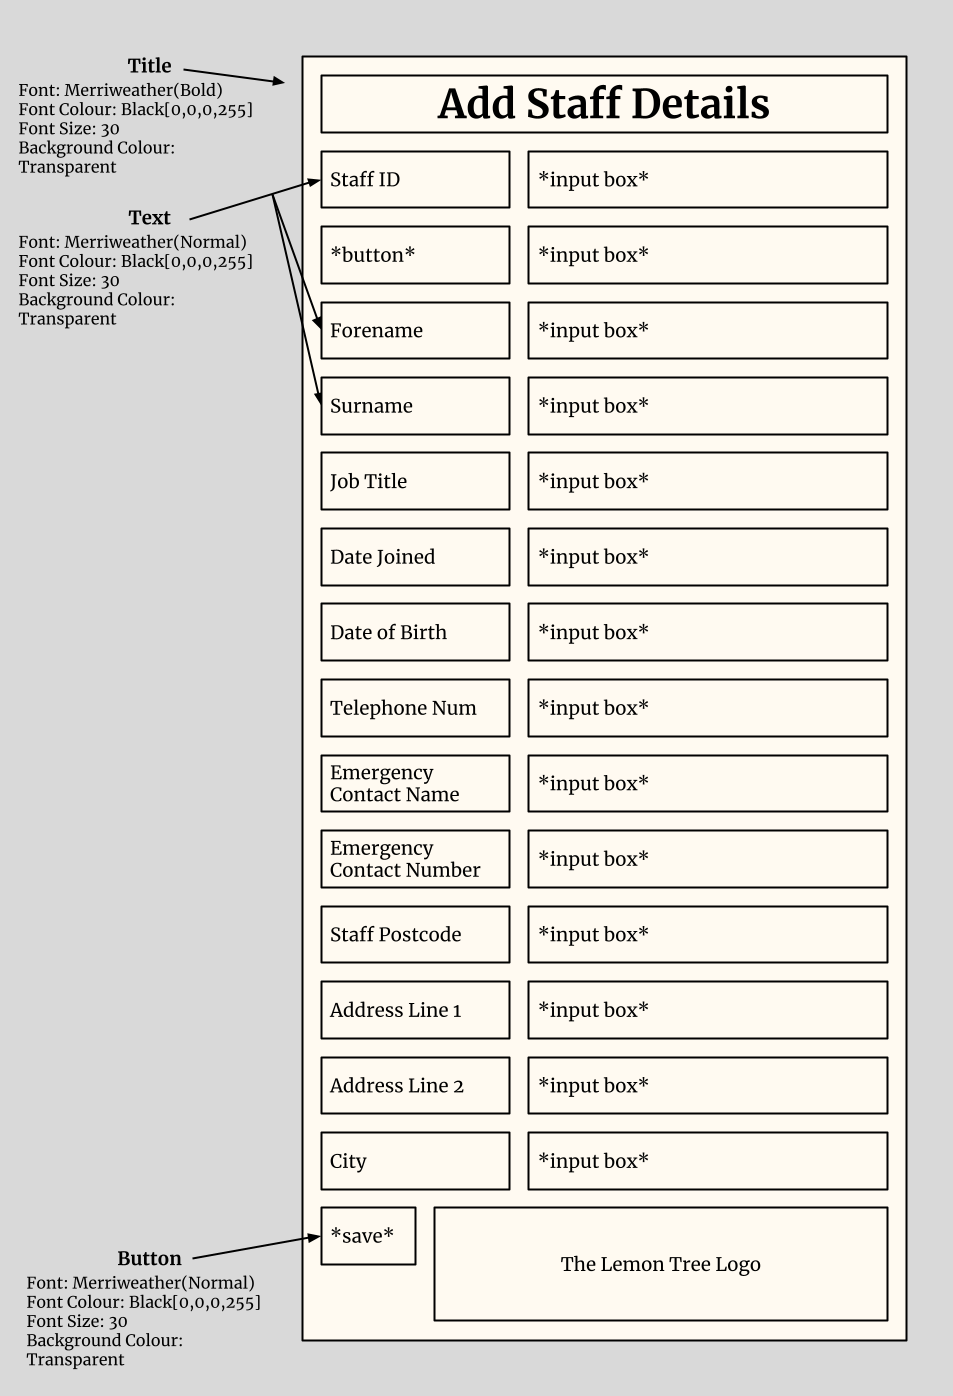 Title
Font: Merriweather(Bold)
Font Colour: Black[0,0,0,255]
Font Size: 30
Background Colour:
Transparent
Text
Font: Merriweather(Normal)
Font Colour: Black[0,0,0,255]
Font Size: 30
Background Colour:
Transparent
Add Staff Details
Staff ID
*input box*
*button*
*input box*
Forename
*input box*
Surname
*input box*
Job Title
*input box*
Date Joined
*input box*
Date of Birth
*input box*
Telephone Num
*input box*
Emergency
Contact Name
*input box*
Emergency
Contact Number
*input box*
Staff Postcode
*input box*
Address Line 1
*input box*
Address Line 2
*input box*
City
*input box*
*save*
The Lemon Tree Logo
Button
Font: Merriweather(Normal)
Font Colour: Black[0,0,0,255]
Font Size: 30
Background Colour:
Transparent